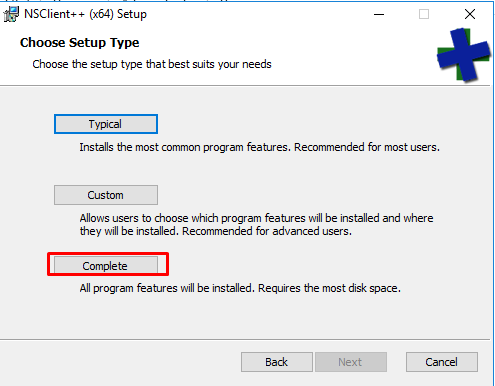 NSClient++ (x64) Setup
Choose Setup Type
Choose the setup type that best suits your needs
Typical
Installs the most common program features. Recommended for most users.
Custom
Allows users to choose which program features will be installed and where
they will be installed. Recommended for advanced users.
Complete
All program features will be installed. Requires the most disk space.
Back Next Cancel